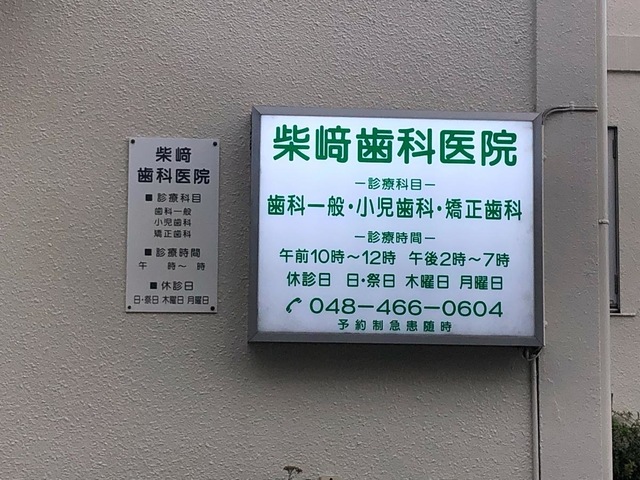 柴﨑
歯科医院
■診療科目
歯科一般
小児歯科
矯正歯科
■診療時間
午 時〜 時
■休診日
日・祭日 木曜日 月曜日
柴﨑歯科医院
ー診療科目ー
歯科一般・小児歯科・矯正歯科
ー診療時間ー
午前10時〜12時 午後2時〜7時
休診日 日・祭日 木曜日 月曜日
048-466-0604
予約制急患随時